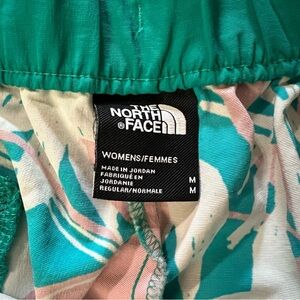 THE
NORTH
®FACE
WOMENS/FEMMES
MADE IN JORDAN
FABRIQUÉ EN
JORDANIE M
REGULAR/NORMALE M